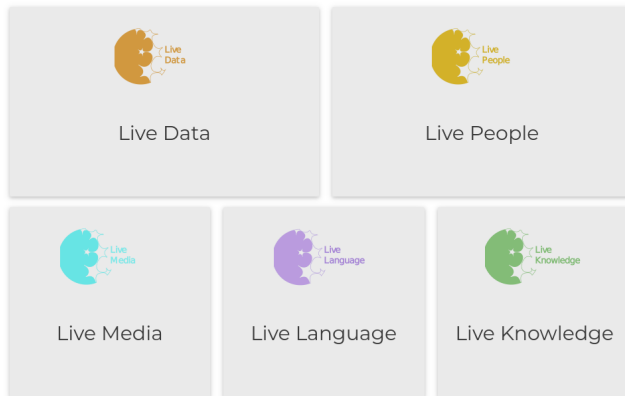 Live
Data
Live
People
Live Data
Live People
Live
Media
Live
Language
Live
Knowledge
Live Media
Live Language
Live Knowledge